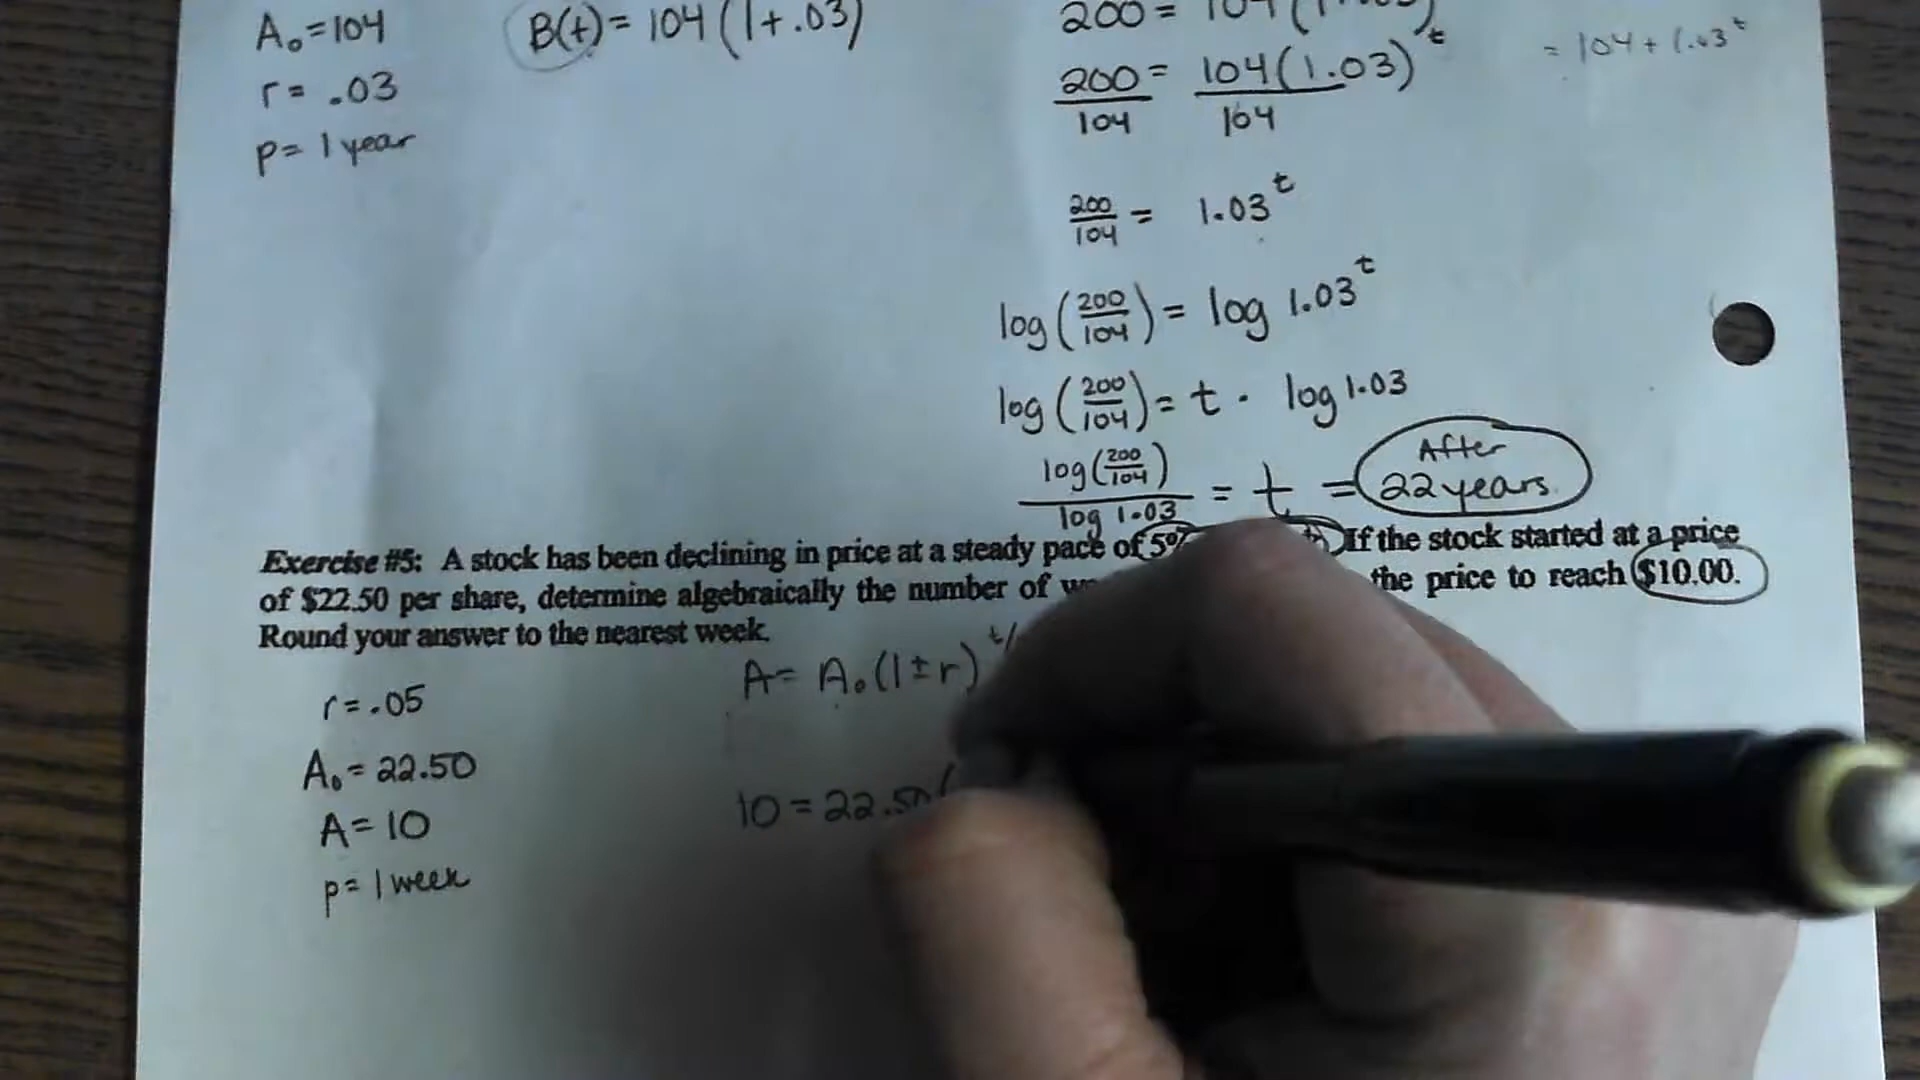 A₀=104
r= .03
p= 1 year
B(t)= 104(1+.03)
200=
200/104 = 104(1.03)^t/104
= 104+1.03^t
200/104 = 1.03^t
log(200/104)= log 1.03^t
log(200/104)= t · log 1.03
log(200/104)/log 1.03 = t = After 22 years
Exercise #5: A stock has been declining in price at a steady pace of 5% If the stock started at a price
of $22.50 per share, determine algebraically the number of the price to reach $10.00.
Round your answer to the nearest week.
r=.05
A₀=22.50
A=10
p= 1 week
A= A₀(1±r)^t/
10=22.50(